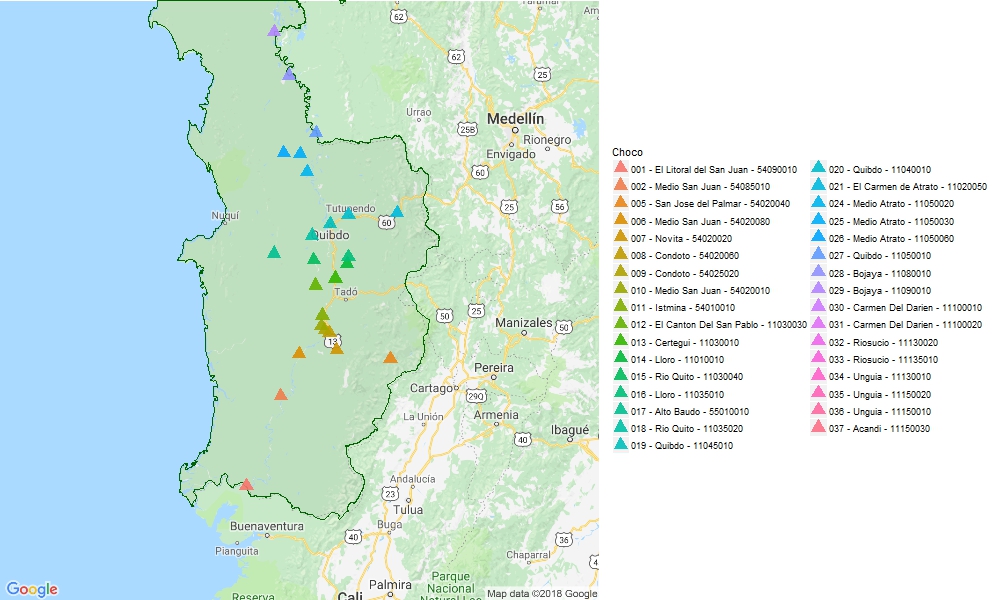 Yarumal
Am
62
62
25
Urrao
Medellín
25B
Rionegro
Envigado
60
Tutunendo
25
56
Nuquí
60
Quibdo
Tadó
50
25
Manizales
50
13
Pereira
Cartago
29Q
La Unión
Armenia
40
Ibagué
Andalucía
23
Tulua
Buenaventura
Buga
40
36
Pianguita
Chaparral
4
Palmira
Parque
Nacional
Natural Los
Reserva
Cali
Google
Map data ©2018 Google
Choco
001 - El Litoral del San Juan - 54090010
002 - Medio San Juan - 54085010
005 - San Jose del Palmar - 54020040
006 - Medio San Juan - 54020080
007 - Novita - 54020020
008 - Condoto - 54020060
009 - Condoto - 54025020
010 - Medio San Juan - 54020010
011 - Istmina - 54010010
012 - El Canton Del San Pablo - 11030030
013 - Certegui - 11030010
014 - Lloro - 11010010
015 - Rio Quito - 11030040
016 - Lloro - 11035010
017 - Alto Baudo - 55010010
018 - Rio Quito - 11035020
019 - Quibdo - 11045010
020 - Quibdo - 11040010
021 - El Carmen de Atrato - 11020050
024 - Medio Atrato - 11050020
025 - Medio Atrato - 11050030
026 - Medio Atrato - 11050060
027 - Quibdo - 11050010
028 - Bojaya - 11080010
029 - Bojaya - 11090010
030 - Carmen Del Darien - 11100010
031 - Carmen Del Darien - 11100020
032 - Riosucio - 11130020
033 - Riosucio - 11135010
034 - Unguia - 11130010
035 - Unguia - 11150020
036 - Unguia - 11150010
037 - Acandi - 11150030